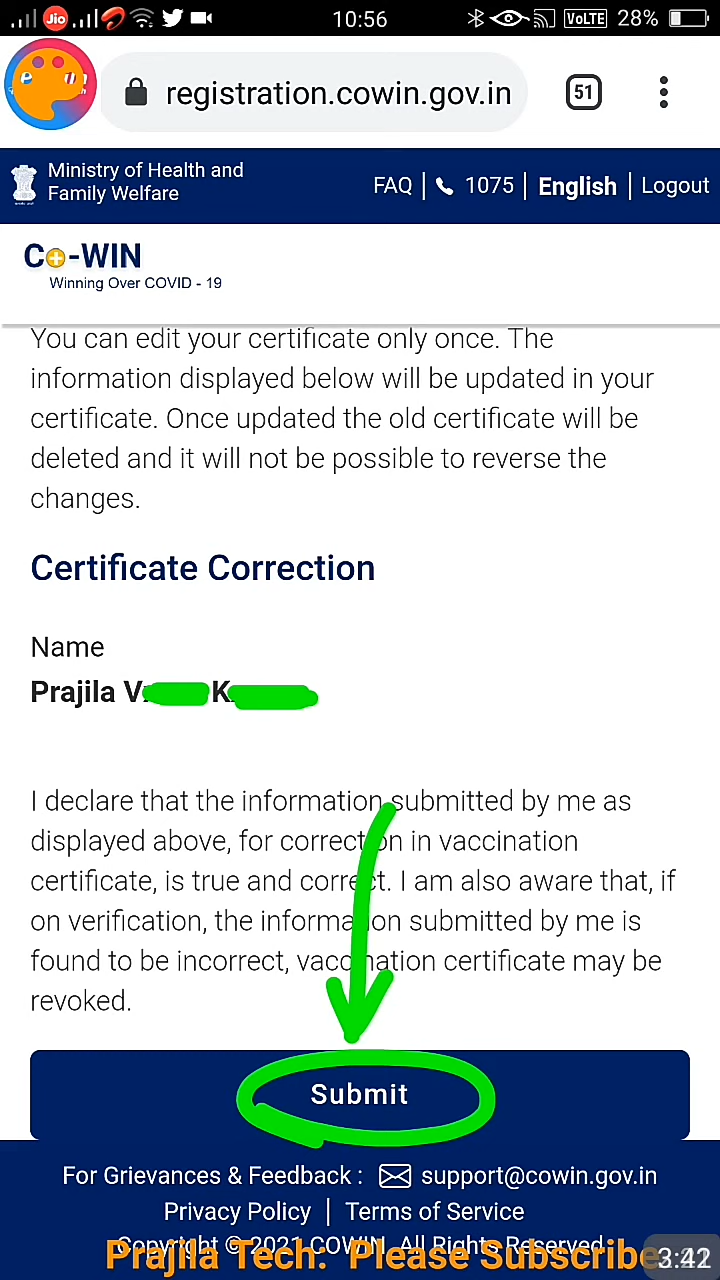 Jio 10:56 VoLTE 28%
registration.cowin.gov.in 51
Ministry of Health and
Family Welfare
FAQ | 1075 | English | Logout
Co-WIN
Winning Over COVID - 19
You can edit your certificate only once. The
information displayed below will be updated in your
certificate. Once updated the old certificate will be
deleted and it will not be possible to reverse the
changes.
Certificate Correction
Name
Prajila V K
I declare that the information submitted by me as
displayed above, for correction in vaccination
certificate, is true and correct. I am also aware that, if
on verification, the information submitted by me is
found to be incorrect, vaccination certificate may be
revoked.
Submit
For Grievances & Feedback : support@cowin.gov.in
Privacy Policy | Terms of Service
Copyright © 2021 COWIN. All Rights Reserved
Prajila Tech. Please Subscribe
3:42